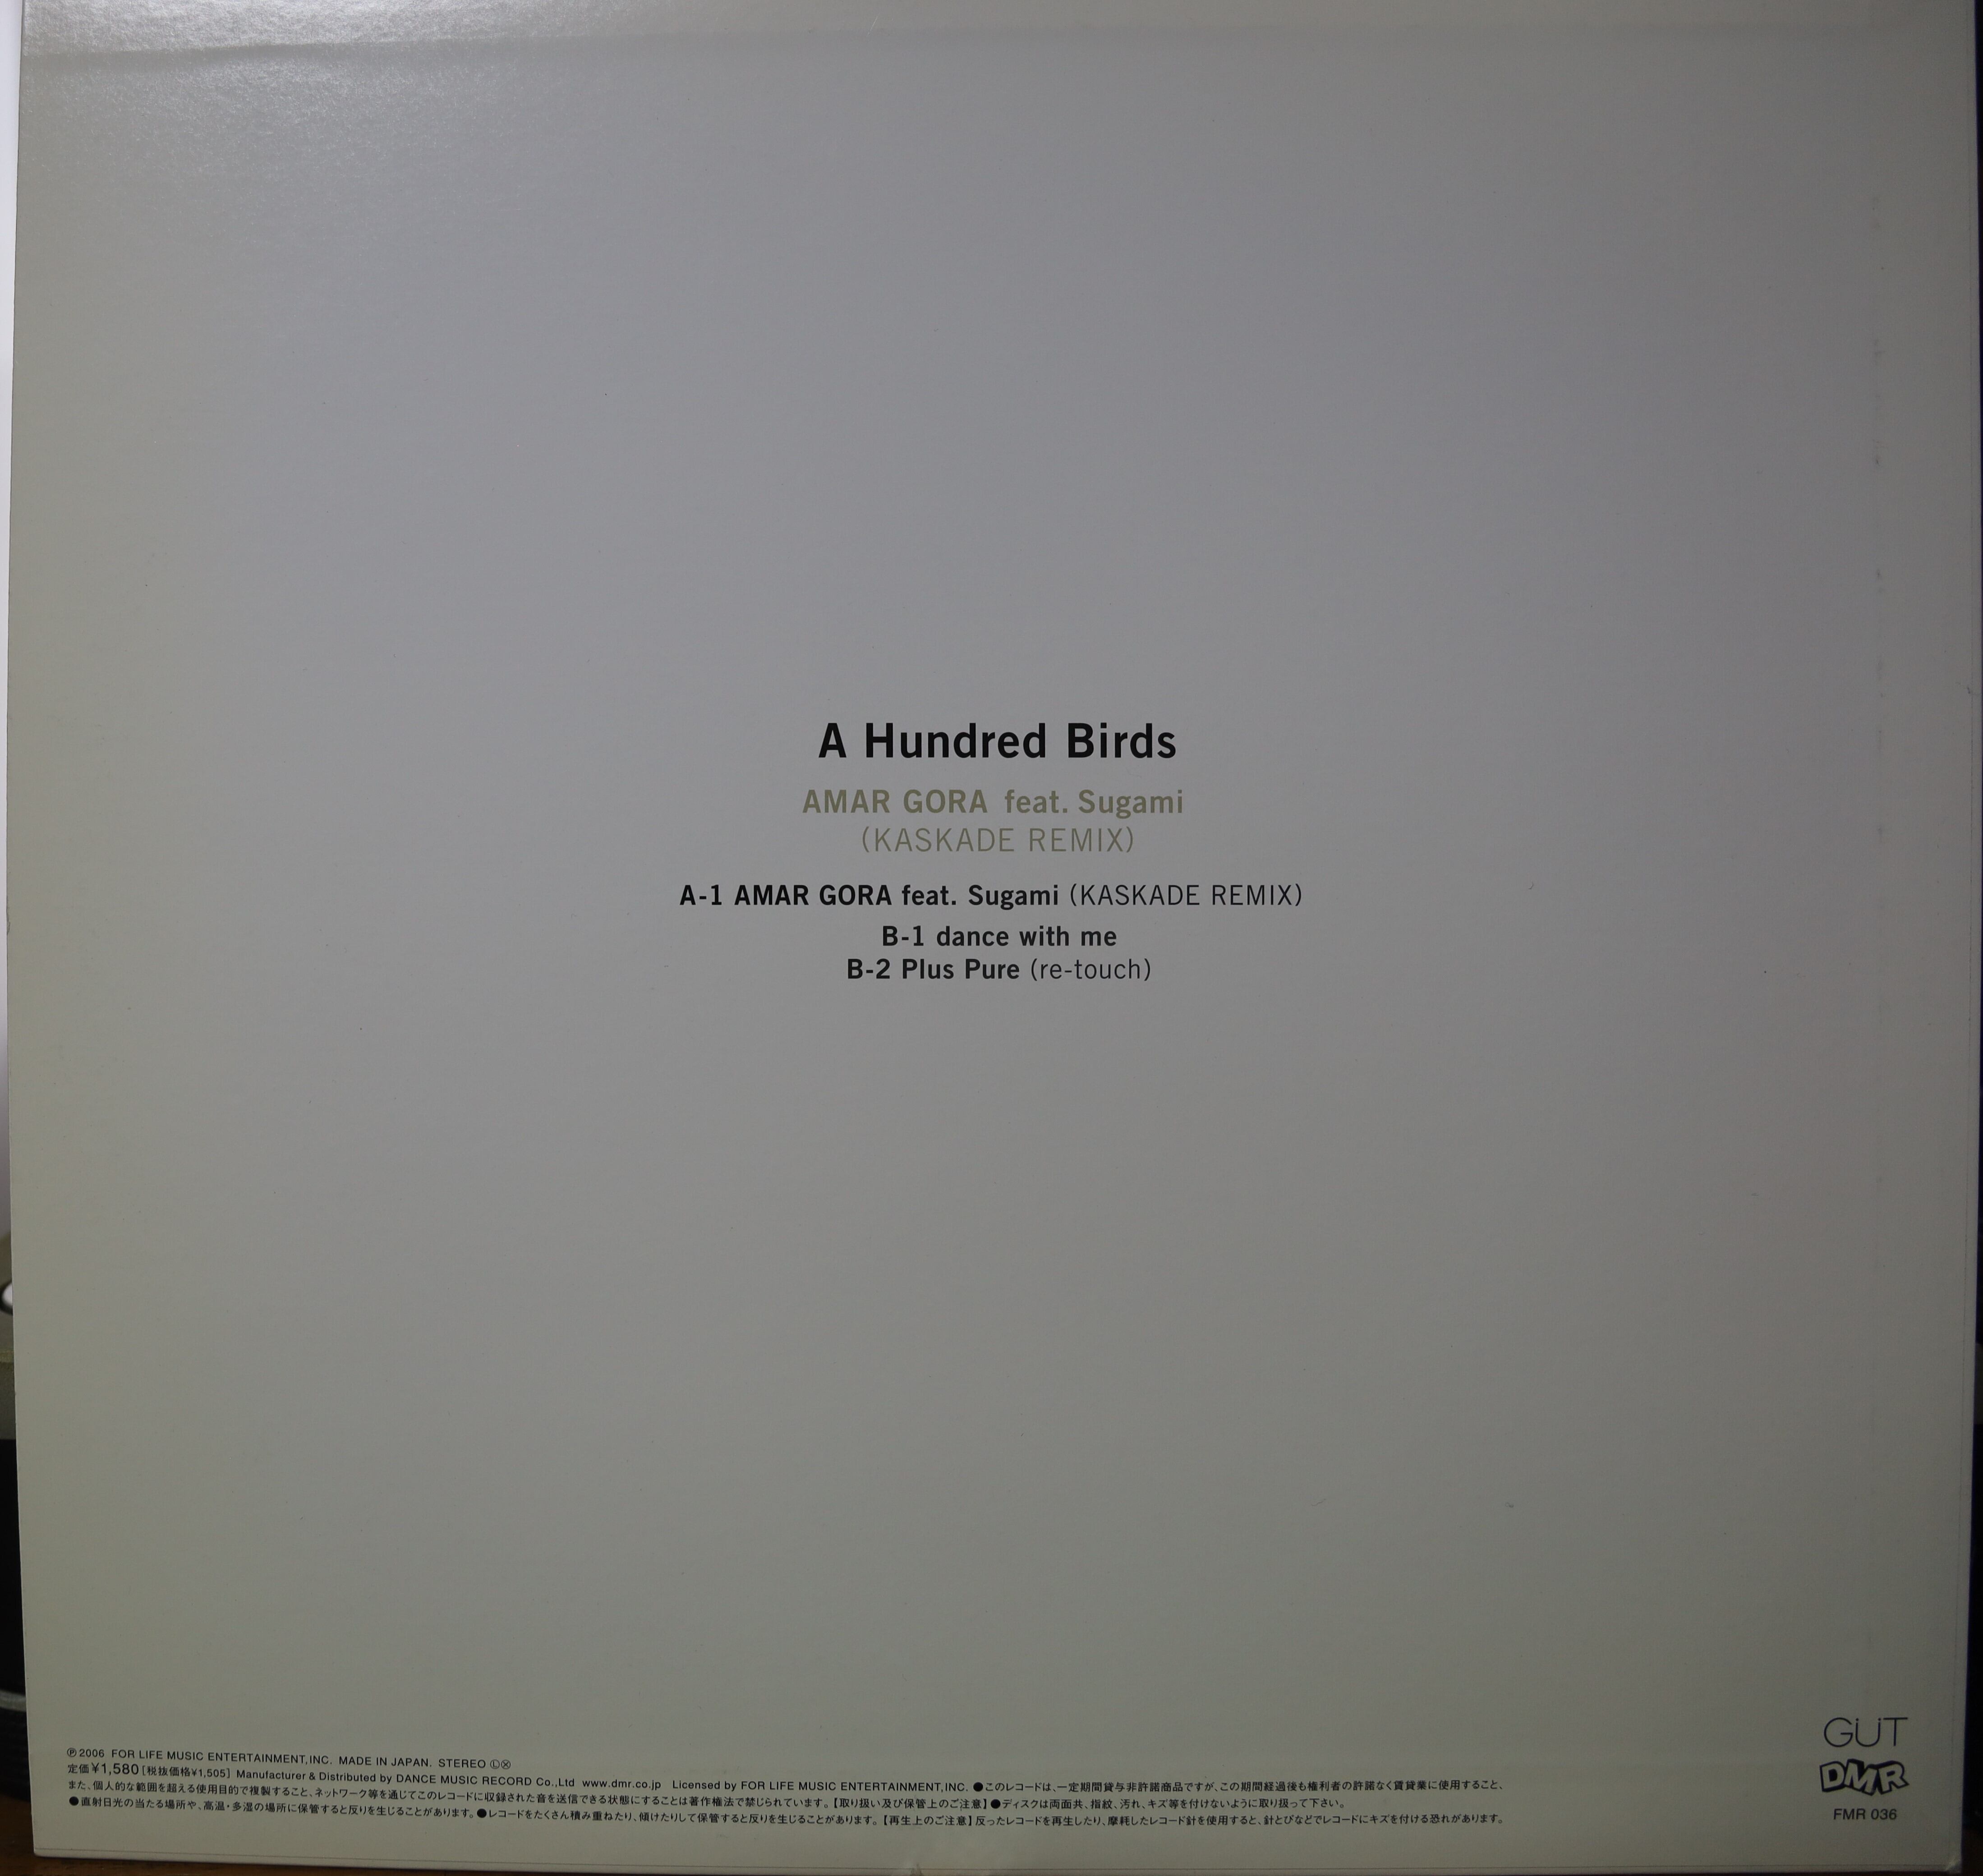 A Hundred Birds
AMAR GORA feat. Sugami
(KASKADE REMIX)
A-1 AMAR GORA feat. Sugami (KASKADE REMIX)
B-1 dance with me
B-2 Plus Pure (re-touch)
℗2006 FOR LIFE MUSIC ENTERTAINMENT,INC. MADE IN JAPAN. STEREO Ⓛⓧ
定価¥1,580[税抜価格¥1,505] Manufacturer & Distributed by DANCE MUSIC RECORD Co.,Ltd www.dmr.co.jp Licensed by FOR LIFE MUSIC ENTERTAINMENT,INC. ●このレコードは、一定期間貸与非許諾商品ですが、この期間経過後も権利者の許諾なく賃貸業に使用すること、
また、個人的な範囲を超える使用目的で複製すること、ネットワーク等を通じてこのレコードに収録された音を送信できる状態にすることは著作権法で禁じられています。【取り扱い及び保管上のご注意】●ディスクは両面共、指紋、汚れ、キズ等を付けないように取り扱って下さい。
●直射日光の当たる場所や、高温・多湿の場所に保管すると反りを生じることがあります。●レコードをたくさん積み重ねたり、傾けたりして保管すると反りを生じることがあります。【再生上のご注意】反ったレコードを再生したり、摩耗したレコード針を使用すると、針とびなどでレコードにキズを付ける恐れがあります。
GUT
DMR
FMR 036